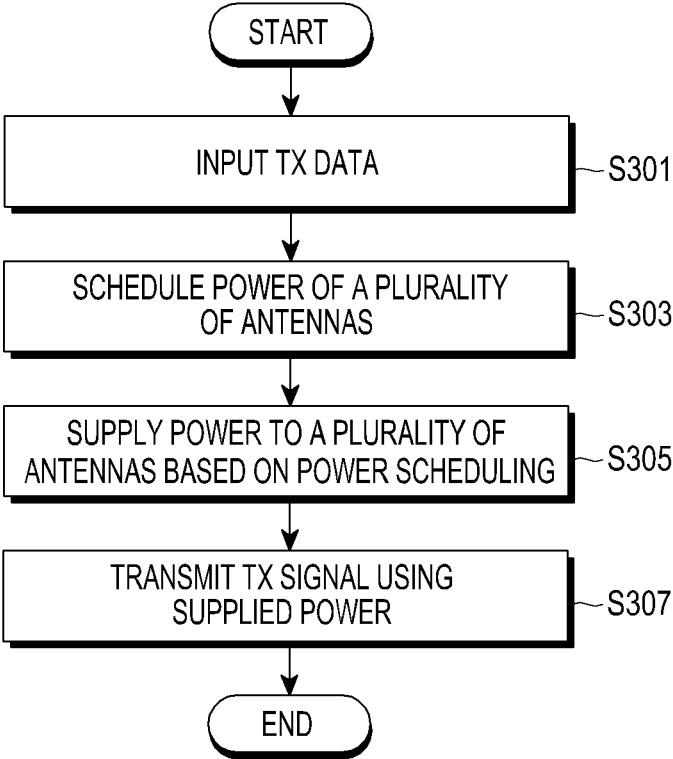 START
INPUT TX DATA
S301
SCHEDULE POWER OF A PLURALITY
OF ANTENNAS
S303
SUPPLY POWER TO A PLURALITY OF
ANTENNAS BASED ON POWER SCHEDULING
S305
TRANSMIT TX SIGNAL USING
SUPPLIED POWER
S307
END